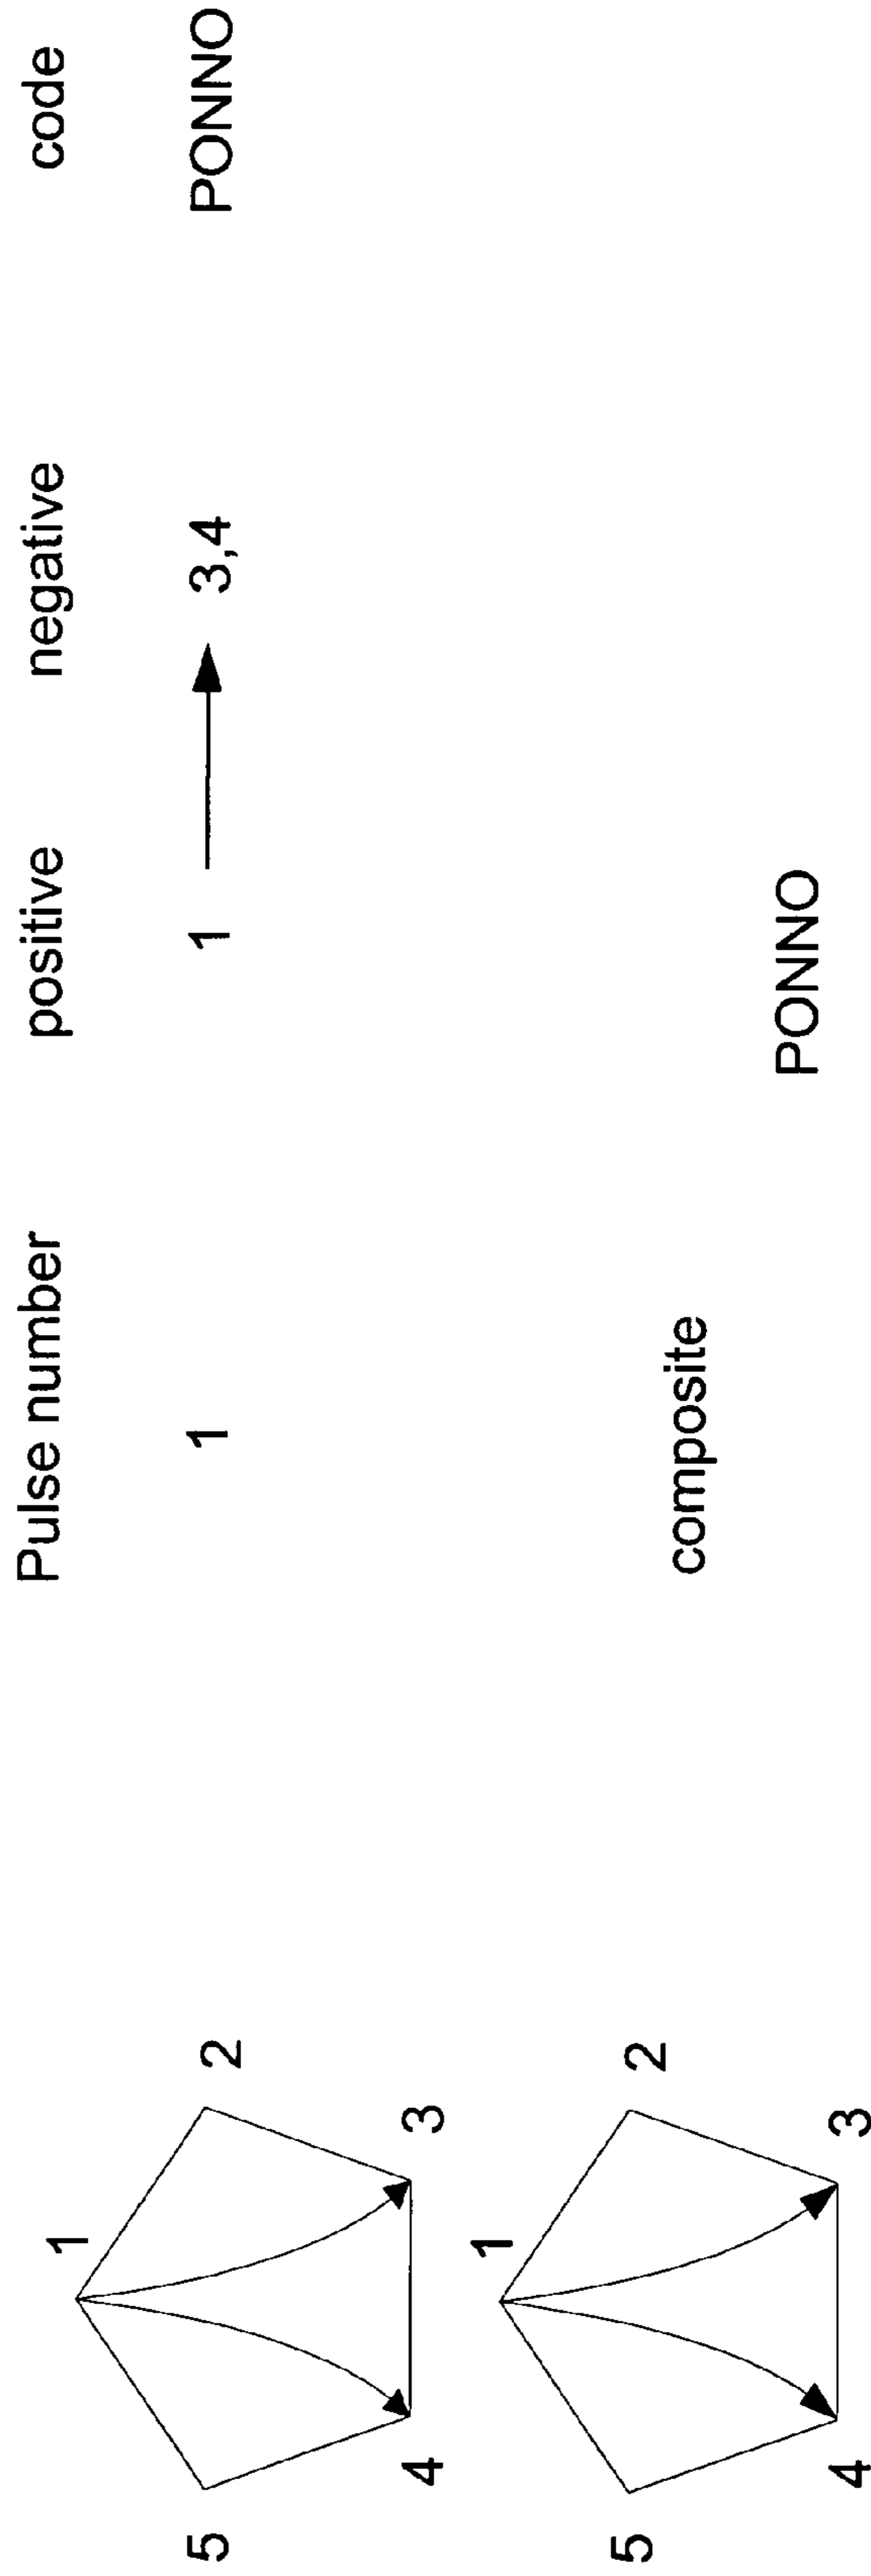 Pulse number positive negative code
1
5 2 1 1 3,4 PONNO
4 3
1
5 2
composite
PONNO
4 3